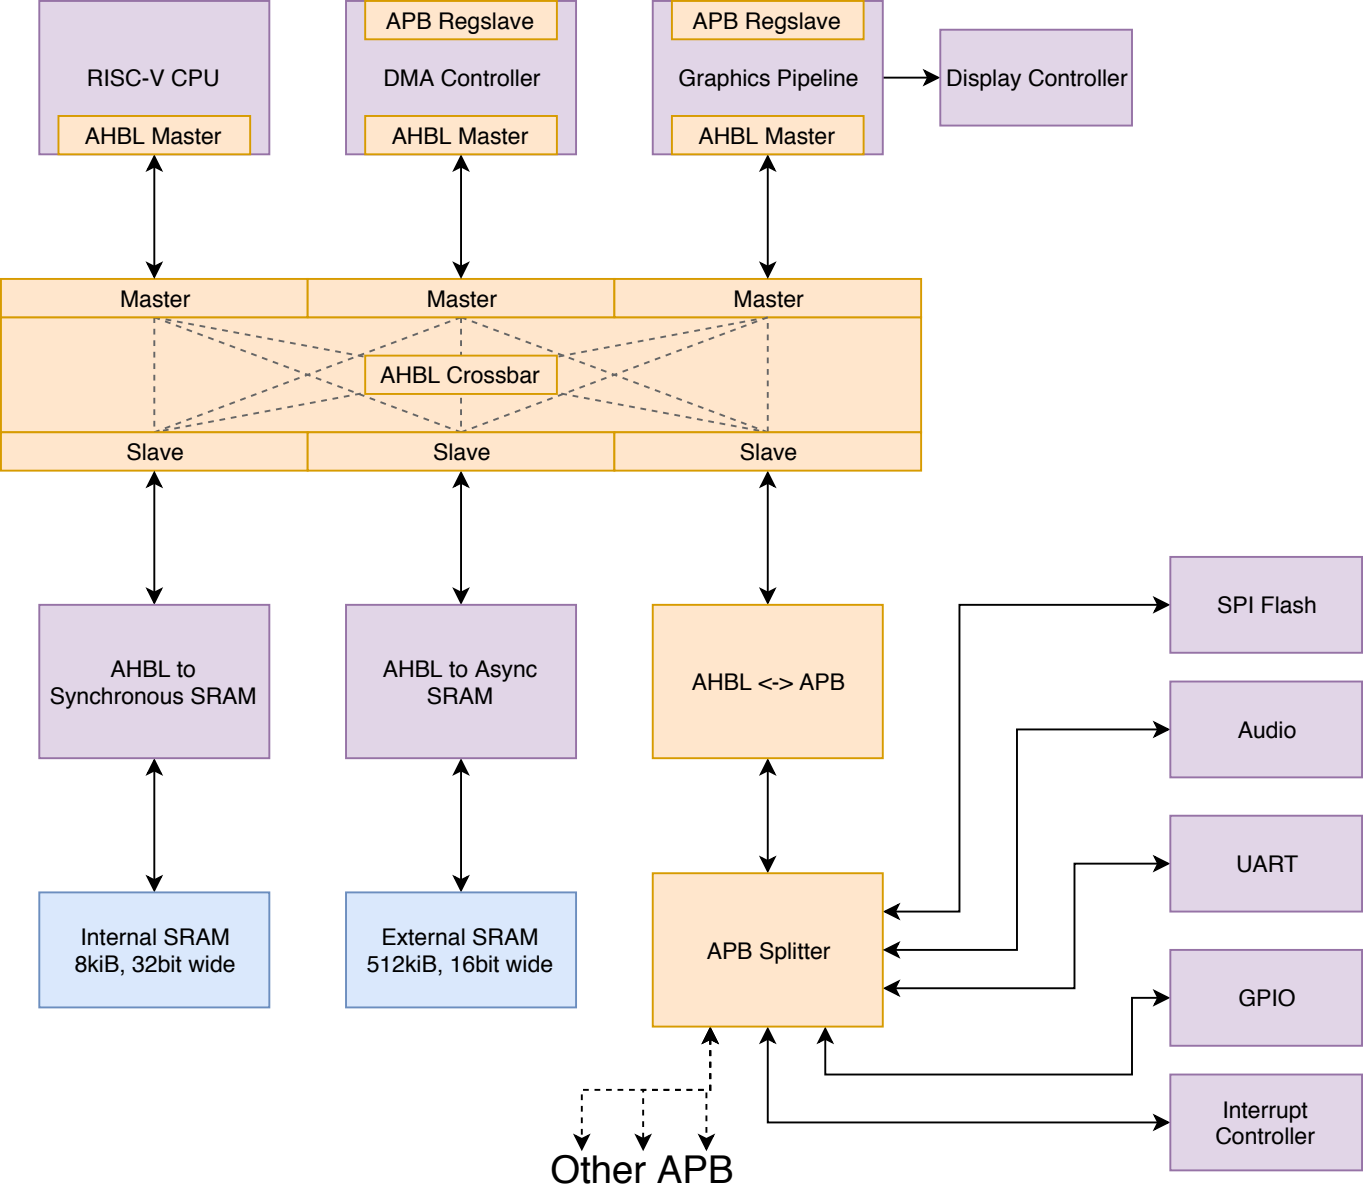 APB Regslave
APB Regslave
RISC-V CPU
DMA Controller
Graphics Pipeline
Display Controller
AHBL Master
AHBL Master
AHBL Master
Master
Master
Master
AHBL Crossbar
Slave
Slave
Slave
SPI Flash
AHBL to
Synchronous SRAM
AHBL to Async
SRAM
AHBL <-> APB
Audio
UART
Internal SRAM
8kiB, 32bit wide
External SRAM
512kiB, 16bit wide
APB Splitter
GPIO
Interrupt
Controller
Other APB